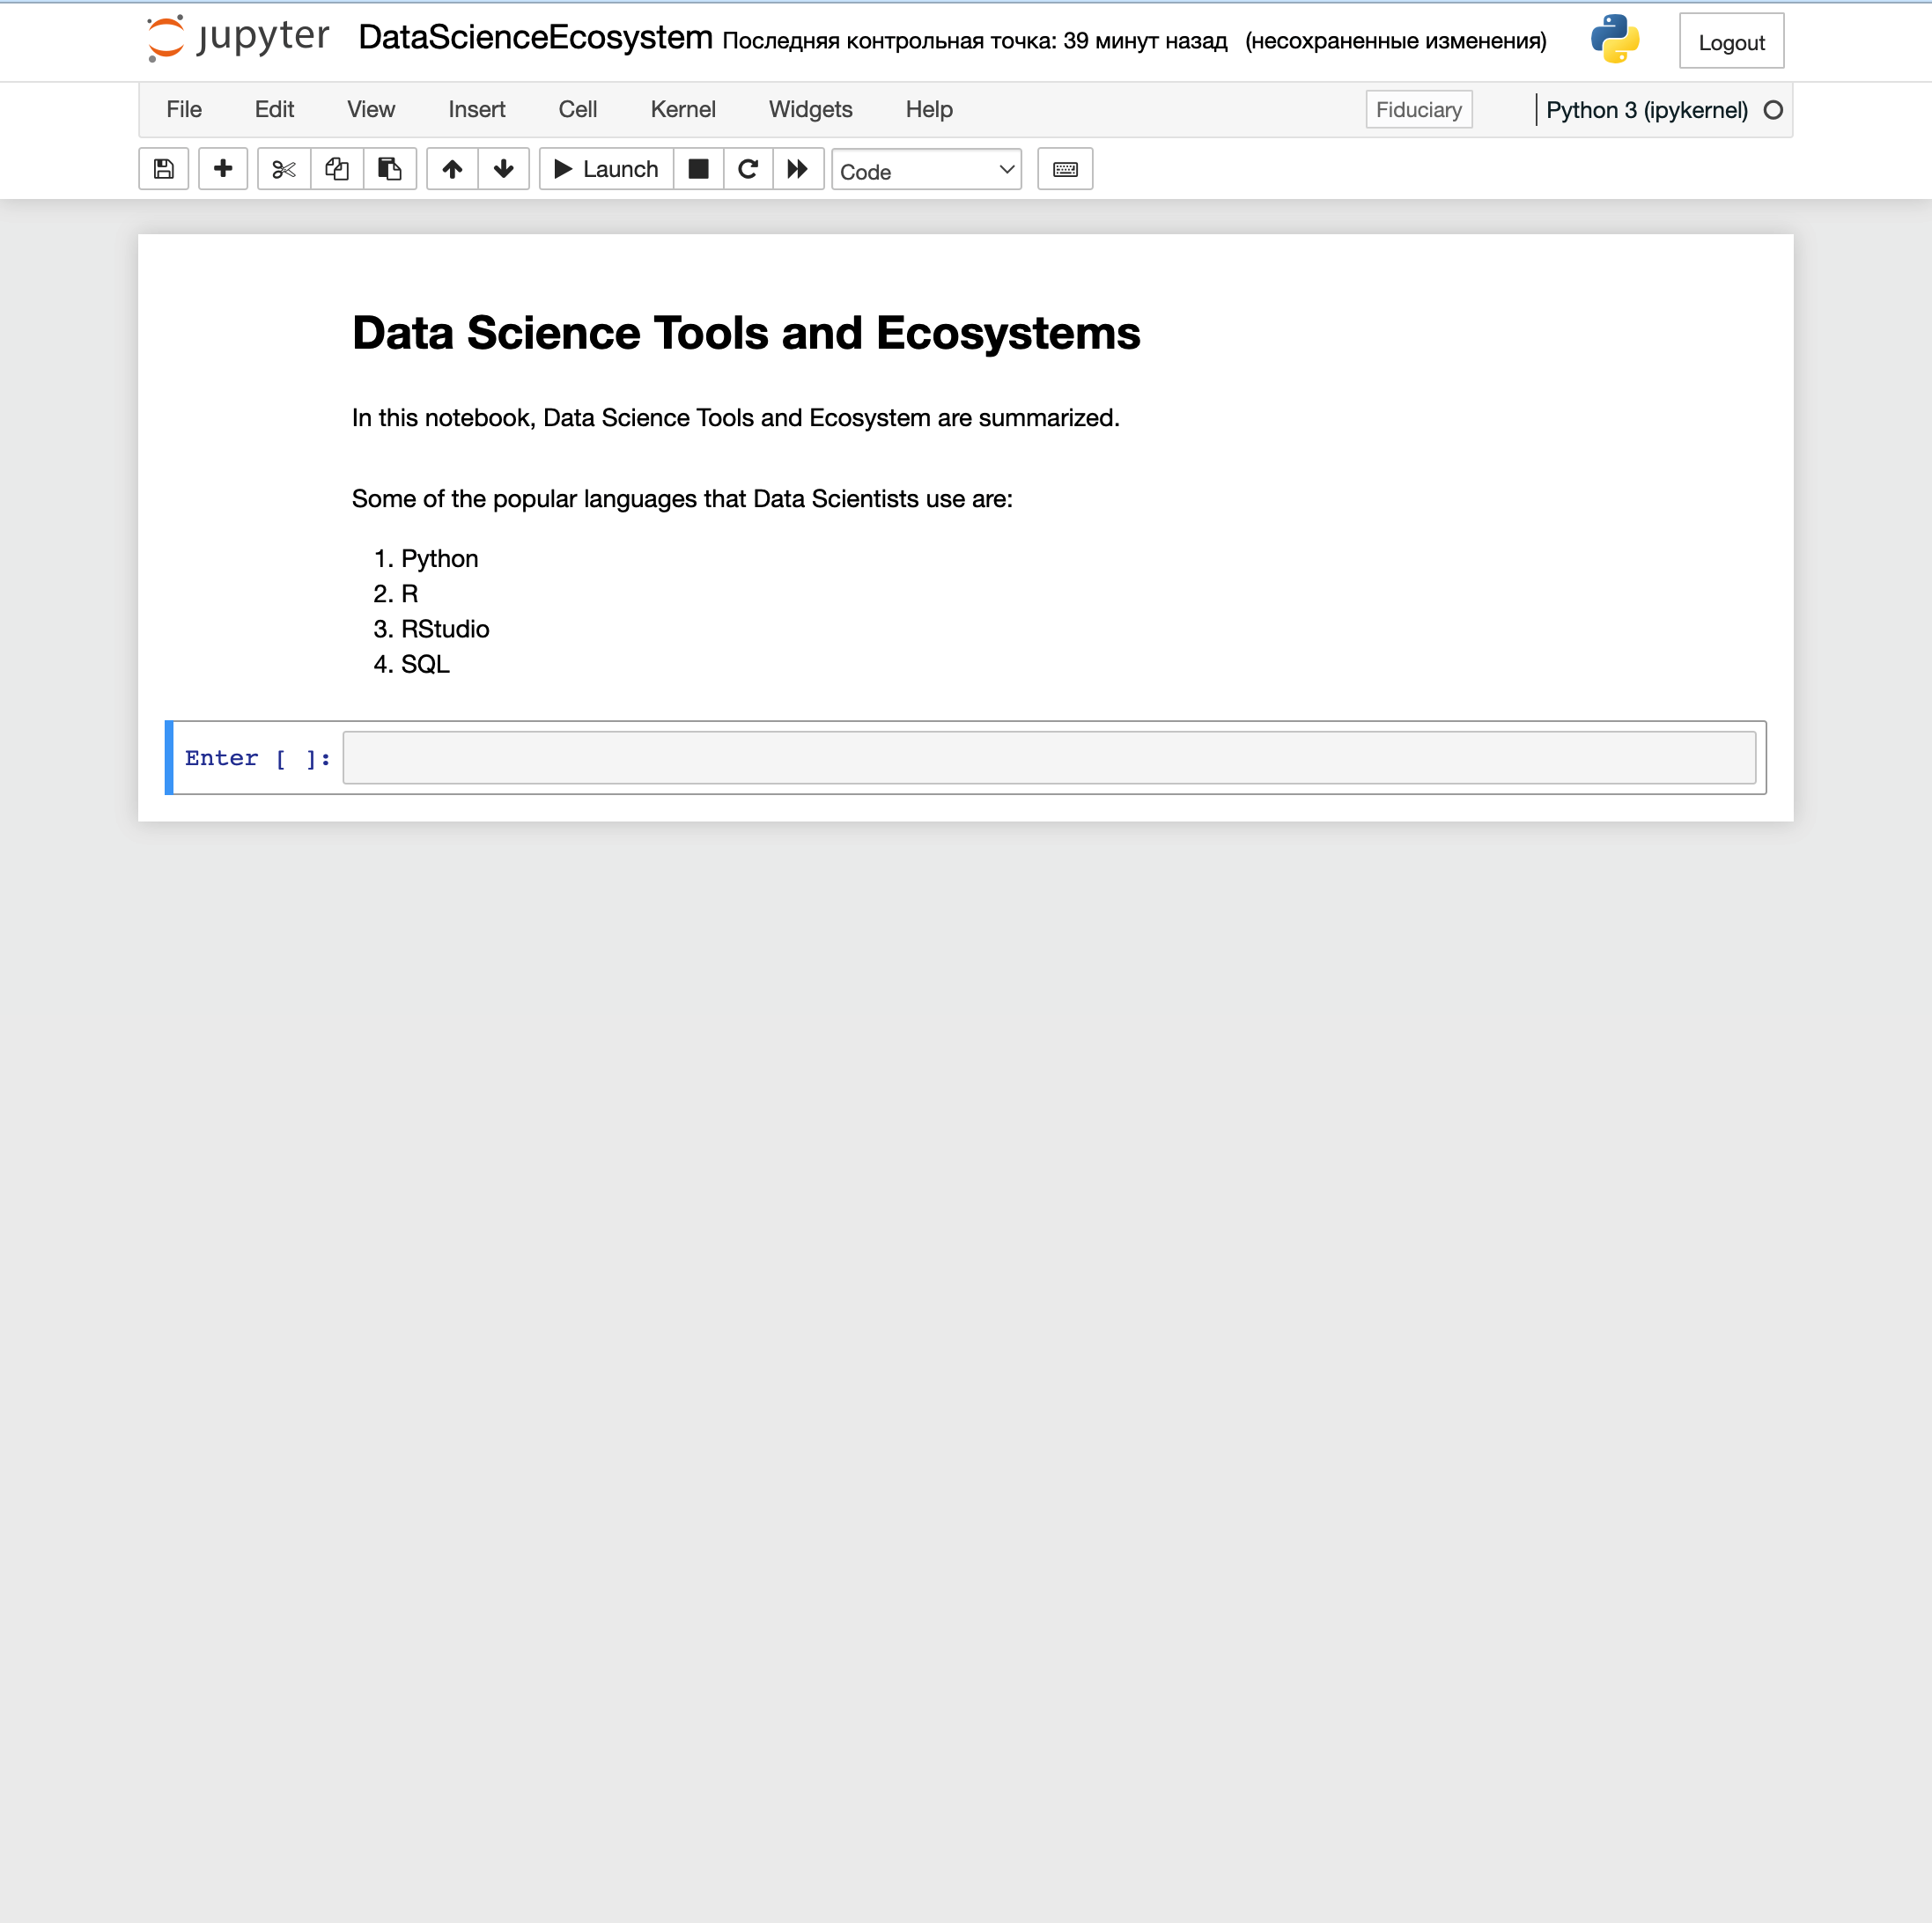 jupyter DataScienceEcosystem Последняя контрольная точка: 39 минут назад (несохраненные изменения) Logout
File Edit View Insert Cell Kernel Widgets Help Fiduciary Python 3 (ipykernel)
Launch Code
Data Science Tools and Ecosystems
In this notebook, Data Science Tools and Ecosystem are summarized.
Some of the popular languages that Data Scientists use are:
1. Python
2. R
3. RStudio
4. SQL
Enter [ ]: